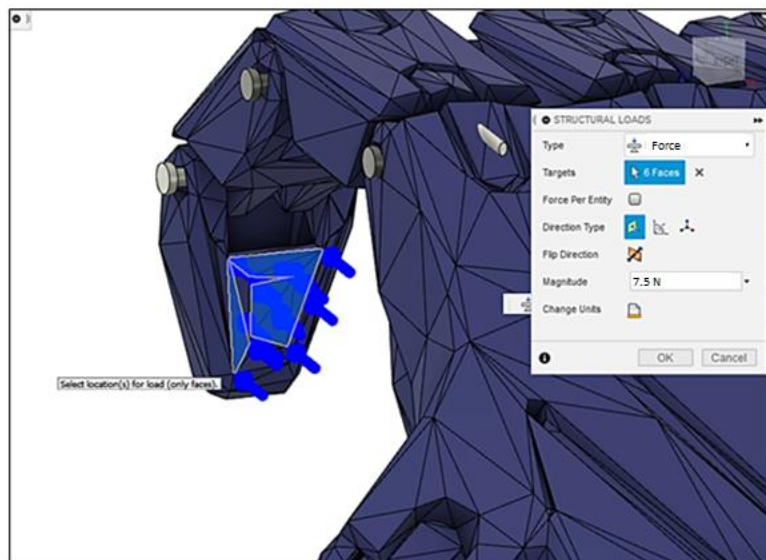 STRUCTURAL LOADS
Type Force
Targets 6 Faces
Force Per Entity
Direction Type
Flip Direction
Magnitude 7.5 N
Change Units
OK Cancel
Select location(s) for load (only faces).